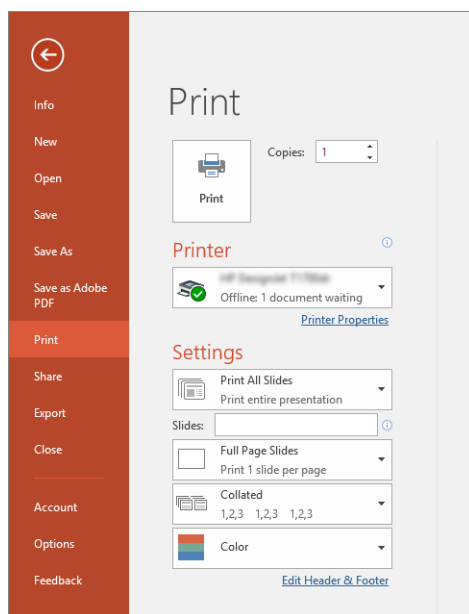 Info
New
Open
Save
Save As
Save as Adobe
PDF
Print
Share
Export
Close
Account
Options
Feedback
Print
Copies: 1
Print
Printer
Offline: 1 document waiting
Printer Properties
Settings
Print All Slides
Print entire presentation
Slides:
Full Page Slides
Print 1 slide per page
Collated
1,2,3 1,2,3 1,2,3
Color
Edit Header & Footer